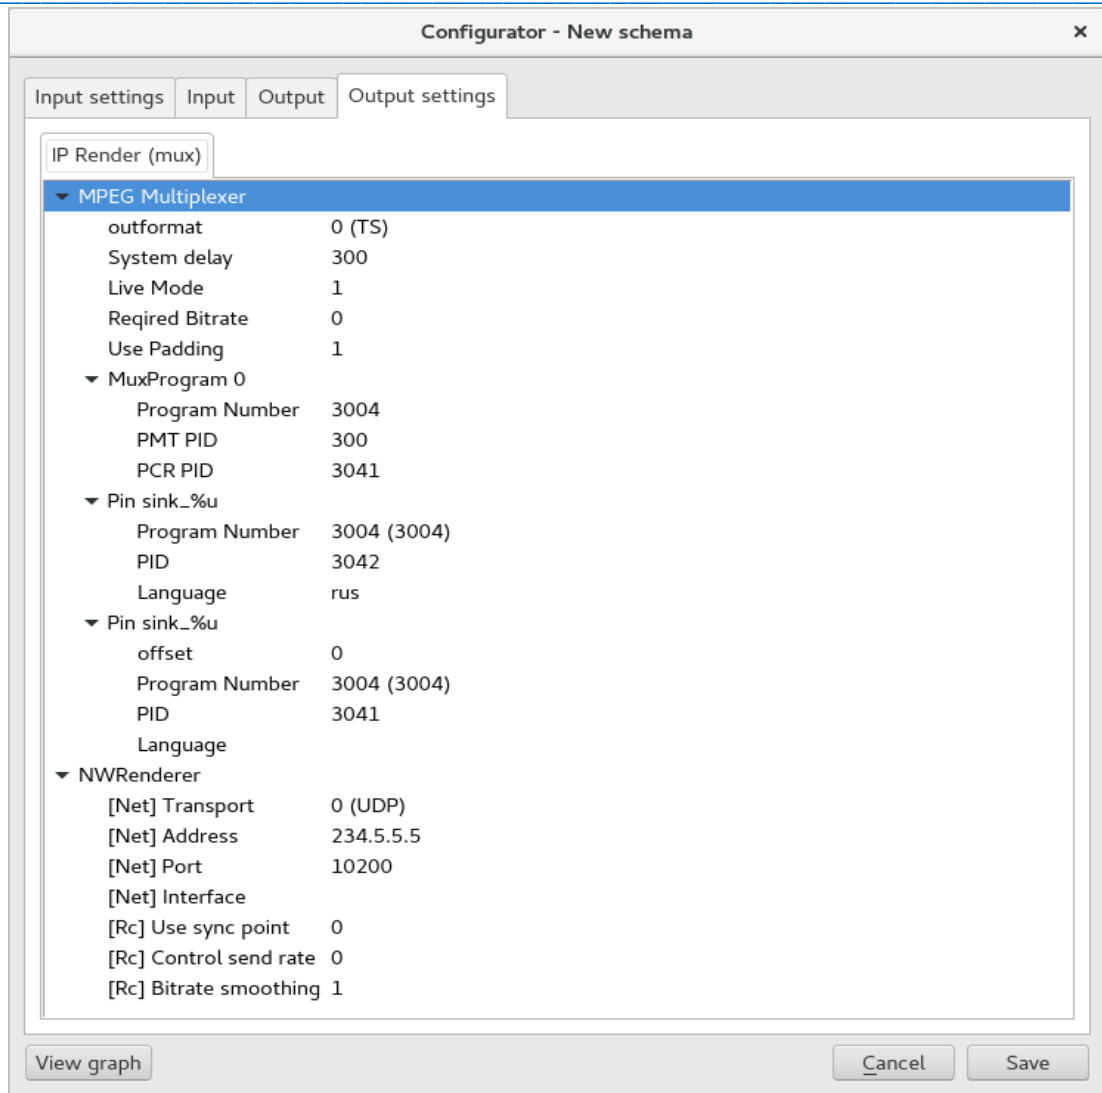 Configurator - New schema ×
Input settings Input Output Output settings
IP Render (mux)
MPEG Multiplexer
outformat 0 (TS)
System delay 300
Live Mode 1
Reqired Bitrate 0
Use Padding 1
MuxProgram 0
Program Number 3004
PMT PID 300
PCR PID 3041
Pin sink_%u
Program Number 3004 (3004)
PID 3042
Language rus
Pin sink_%u
offset 0
Program Number 3004 (3004)
PID 3041
Language
NWRenderer
[Net] Transport 0 (UDP)
[Net] Address 234.5.5.5
[Net] Port 10200
[Net] Interface
[Rc] Use sync point 0
[Rc] Control send rate 0
[Rc] Bitrate smoothing 1
View graph Cancel Save